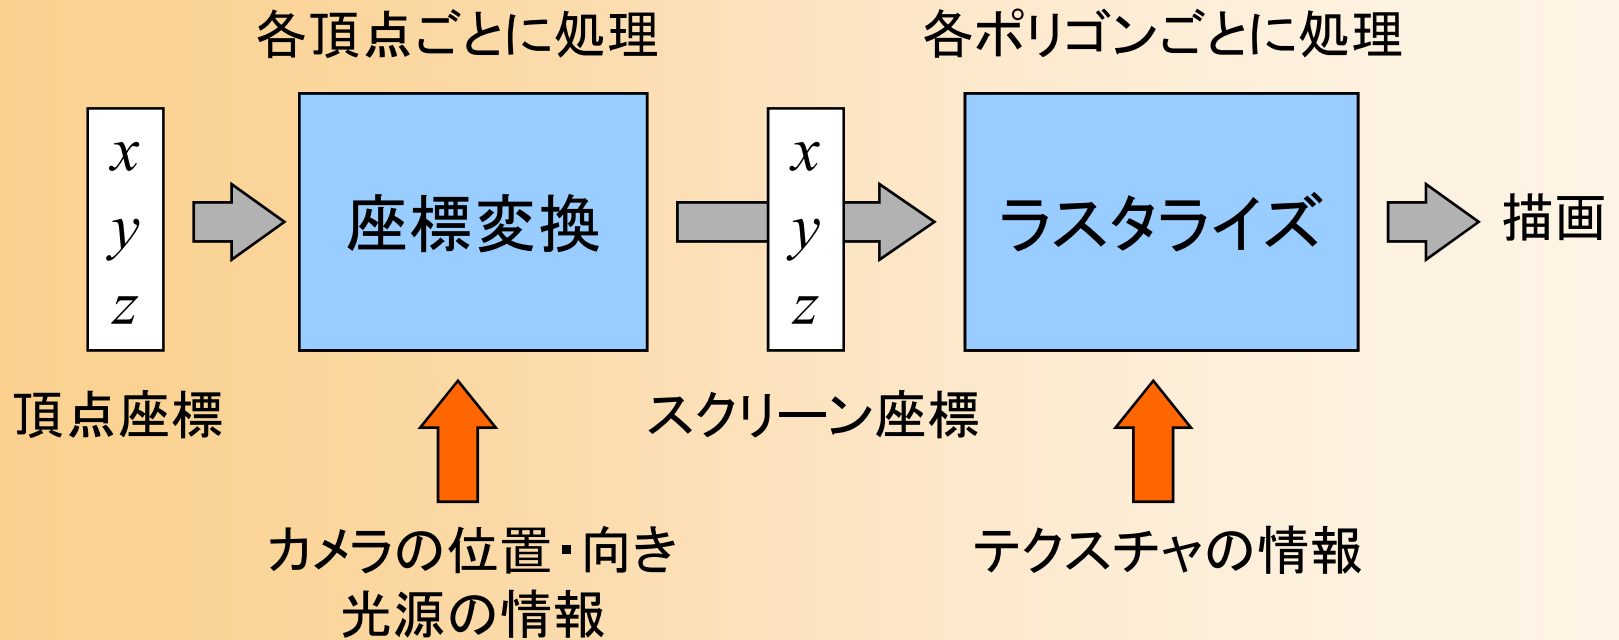 各頂点ごとに処理
各ポリゴンごとに処理
x
y
z
座標変換
x
y
z
ラスタライズ
描画
頂点座標
スクリーン座標
カメラの位置・向き
光源の情報
テクスチャの情報